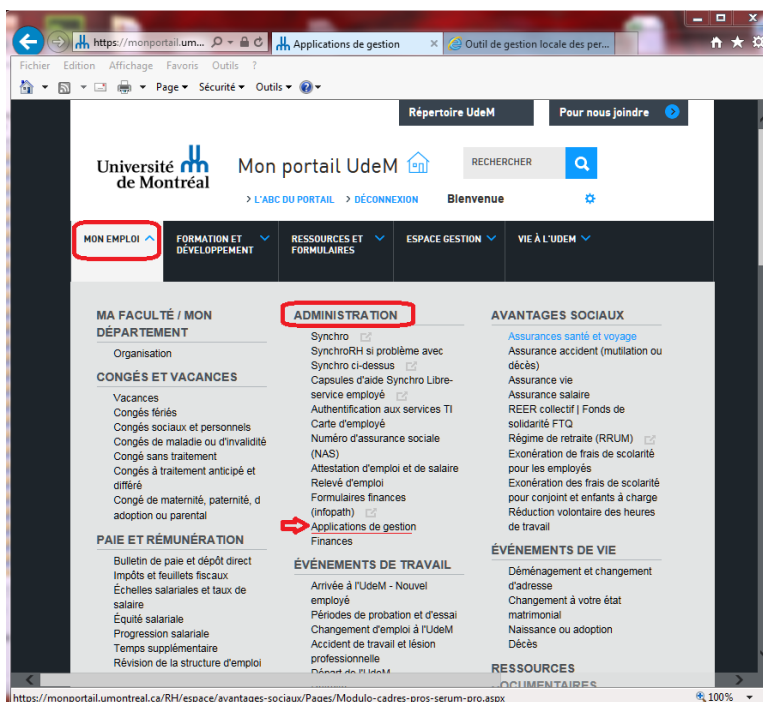 https://monportail.um...
Applications de gestion
Outil de gestion locale des per...
Fichier Edition Affichage Favoris Outils ?
Page Sécurité Outils
Répertoire UdeM
Pour nous joindre
Université
de Montréal
Mon portail UdeM
RECHERCHER
> L'ABC DU PORTAIL > DÉCONNEXION Bienvenue
MON EMPLOI
FORMATION ET
DÉVELOPPEMENT
RESSOURCES ET
FORMULAIRES
ESPACE GESTION
VIE À L'UDEM
MA FACULTÉ / MON
DÉPARTEMENT
Organisation
CONGÉS ET VACANCES
Vacances
Congés fériés
Congés sociaux et personnels
Congés de maladie ou d'invalidité
Congé sans traitement
Congés à traitement anticipé et
différé
Congé de maternité, paternité, d
adoption ou parental
PAIE ET RÉMUNÉRATION
Bulletin de paie et dépôt direct
Impôts et feuillets fiscaux
Échelles salariales et taux de
salaire
Équité salariale
Progression salariale
Temps supplémentaire
Révision de la structure d'emploi
ADMINISTRATION
Synchro
SynchroRH si problème avec
Synchro ci-dessus
Capsules d'aide Synchro Libre-
service employé
Authentification aux services TI
Carte d'employé
Numéro d'assurance sociale
(NAS)
Attestation d'emploi et de salaire
Relevé d'emploi
Formulaires finances
(infopath)
Applications de gestion
Finances
ÉVÉNEMENTS DE TRAVAIL
Arrivée à l'UdeM - Nouvel
employé
Périodes de probation et d'essai
Changement d'emploi à l'UdeM
Accident de travail et lésion
professionnelle
Départ de l'UdeM
AVANTAGES SOCIAUX
Assurances santé et voyage
Assurance accident (mutilation ou
décès)
Assurance vie
Assurance salaire
REER collectif | Fonds de
solidarité FTQ
Régime de retraite (RRUM)
Exonération de frais de scolarité
pour les employés
Exonération des frais de scolarité
pour conjoint et enfants à charge
Réduction volontaire des heures
de travail
ÉVÉNEMENTS DE VIE
Déménagement et changement
d'adresse
Changement à votre état
matrimonial
Naissance ou adoption
Décès
RESSOURCES
DOCUMENTAIRES
https://monportail.umontreal.ca/RH/espace/avantages-sociaux/Pages/Modulo-cadres-pros-serum-pro.aspx
100%